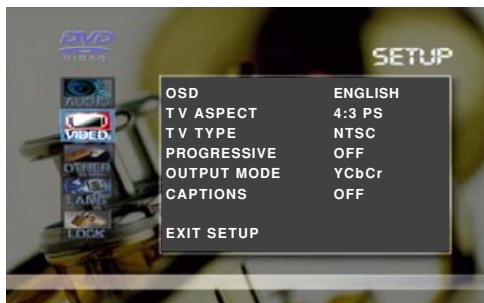 DVD
VIDEO
SETUP
AUDIO
VIDEO
OTHER
LANG
LOCK
OSD ENGLISH
TV ASPECT 4:3 PS
TV TYPE NTSC
PROGRESSIVE OFF
OUTPUT MODE YCbCr
CAPTIONS OFF
EXIT SETUP